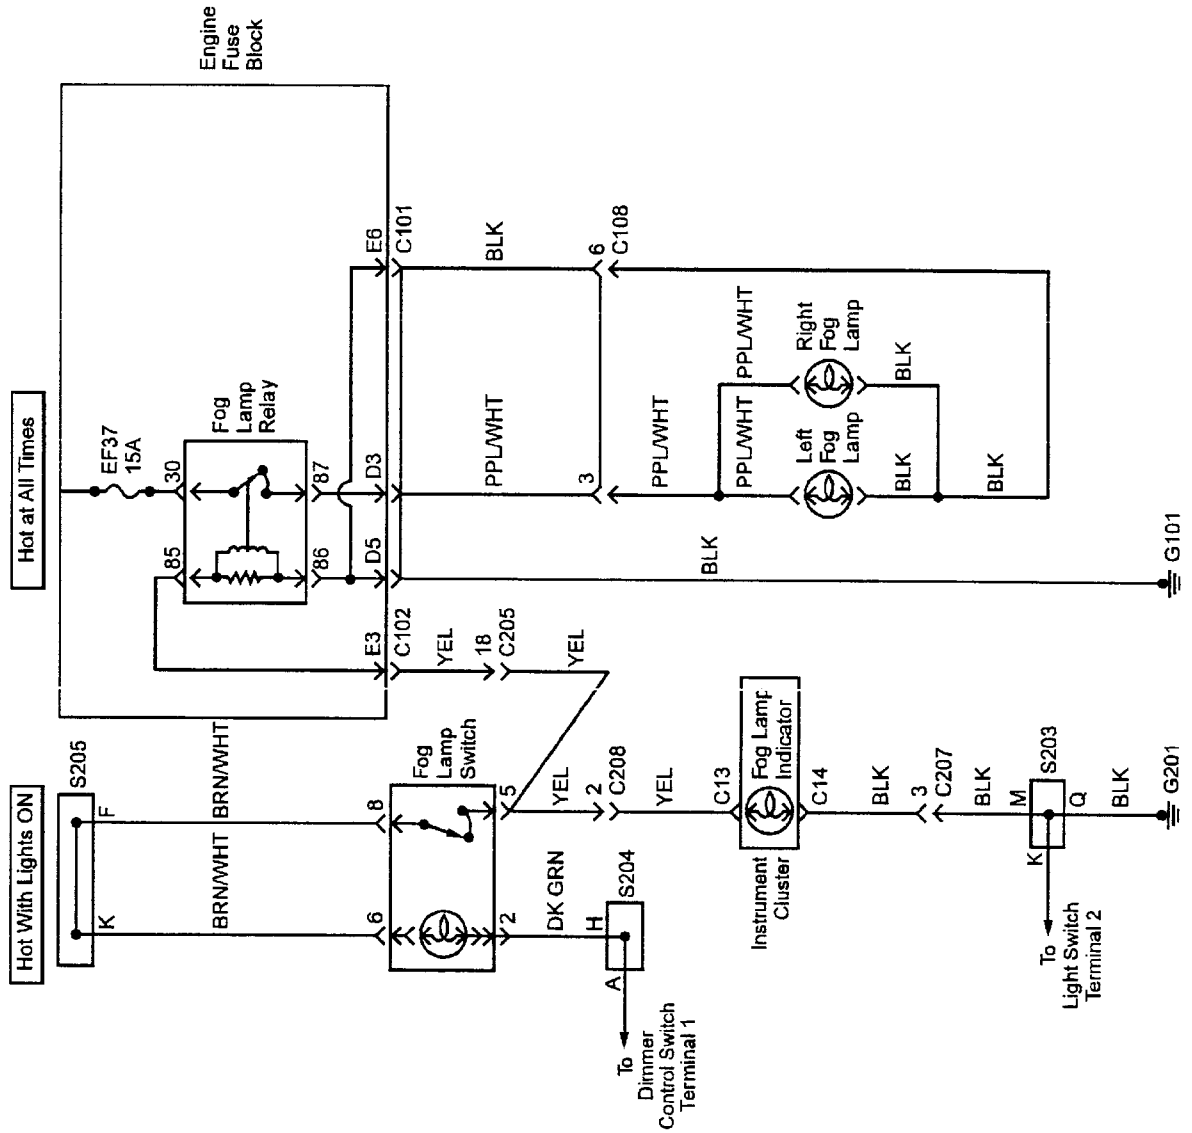 Hot With Lights ON
S205
K
F
BRN/WHT
BRN/WHT
6
8
Fog
Lamp
Switch
2
5
DK GRN
H
S204
A
To
Dimmer
Control Switch
Terminal 1
YEL
2
C208
YEL
C13
Fog Lamp
Indicator
Instrument
Cluster
C14
BLK
3
C207
BLK
M
S203
K
Q
To
Light Switch
Terminal 2
BLK
G201
Hot at All Times
Engine
Fuse
Block
EF37
15A
85
30
Fog
Lamp
Relay
86
87
E3
D5
D3
E6
C102
C101
YEL
18
C205
YEL
PPL/WHT
BLK
3
6
C108
PPL/WHT
PPL/WHT
PPL/WHT
Left
Fog
Lamp
Right
Fog
Lamp
BLK
BLK
BLK
BLK
G101